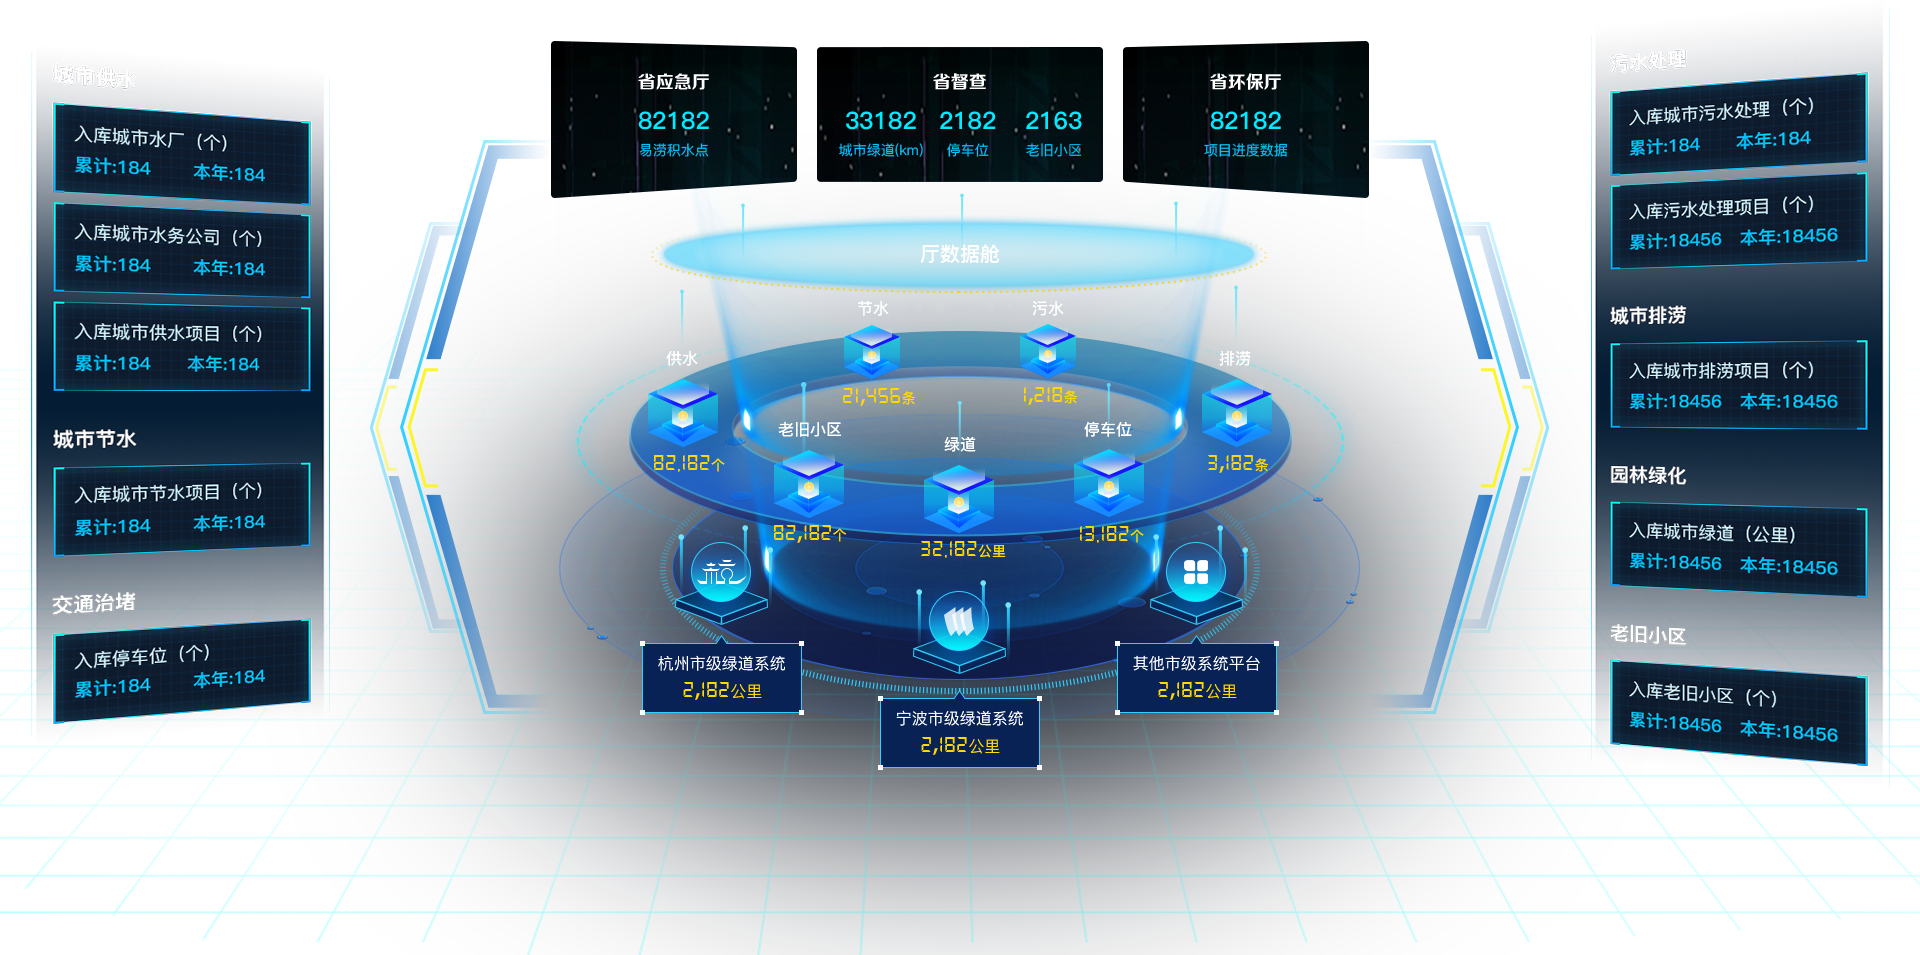 城市供水
入库城市水厂（个）
累计:184 本年:184
入库城市水务公司（个）
累计:184 本年:184
入库城市供水项目（个）
累计:184 本年:184
城市节水
入库城市节水项目（个）
累计:184 本年:184
交通治堵
入库停车位（个）
累计:184 本年:184
省应急厅
82182
易涝积水点
省督查
33182 2182 2163
城市绿道(km) 停车位 老旧小区
省环保厅
82182
项目进度数据
厅数据舱
节水
21,456条
污水
1,218条
供水
82.182个
排涝
3,182条
老旧小区
82,182个
绿道
32.182公里
停车位
13.182个
杭州市级绿道系统
2,182公里
宁波市级绿道系统
2,182公里
其他市级系统平台
2,182公里
污水处理
入库城市污水处理（个）
累计:184 本年:184
入库污水处理项目（个）
累计:18456 本年:18456
城市排涝
入库城市排涝项目（个）
累计:18456 本年:18456
园林绿化
入库城市绿道（公里）
累计:18456 本年:18456
老旧小区
入库老旧小区（个）
累计:18456 本年:18456